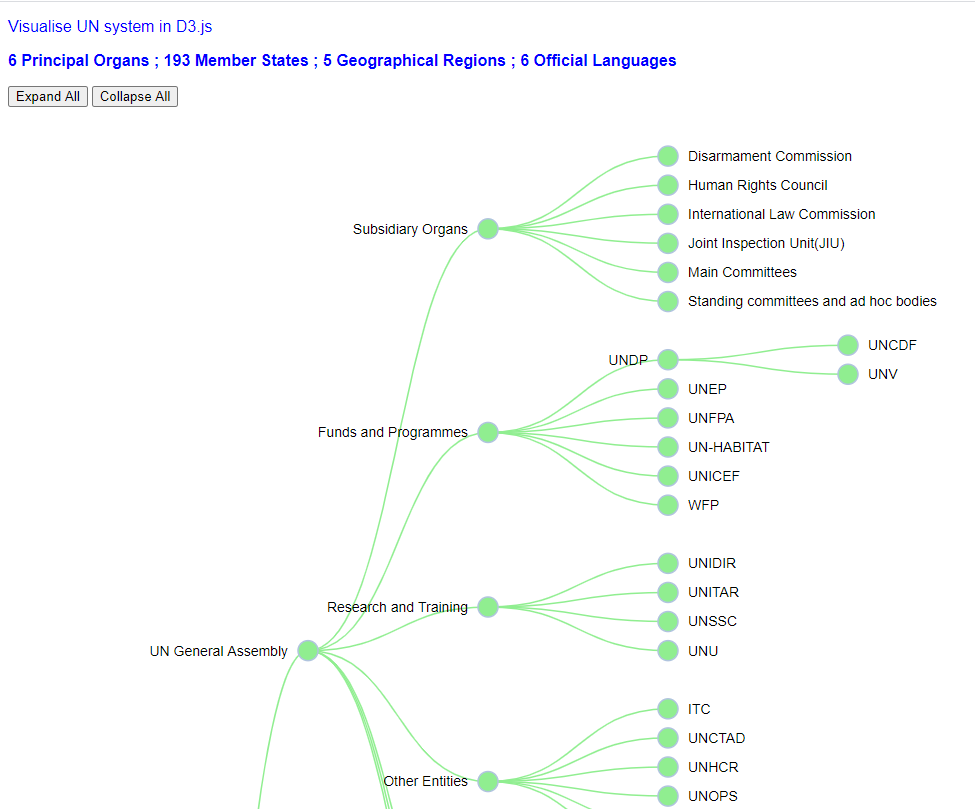 Visualise UN system in D3.js
6 Principal Organs ; 193 Member States ; 5 Geographical Regions ; 6 Official Languages
Expand All Collapse All
Disarmament Commission
Human Rights Council
International Law Commission
Subsidiary Organs
Joint Inspection Unit(JIU)
Main Committees
Standing committees and ad hoc bodies
UNCDF
UNDP
UNV
UNEP
UNFPA
Funds and Programmes
UN-HABITAT
UNICEF
WFP
UNIDIR
UNITAR
Research and Training
UNSSC
UNU
UN General Assembly
ITC
UNCTAD
UNHCR
Other Entities
UNOPS